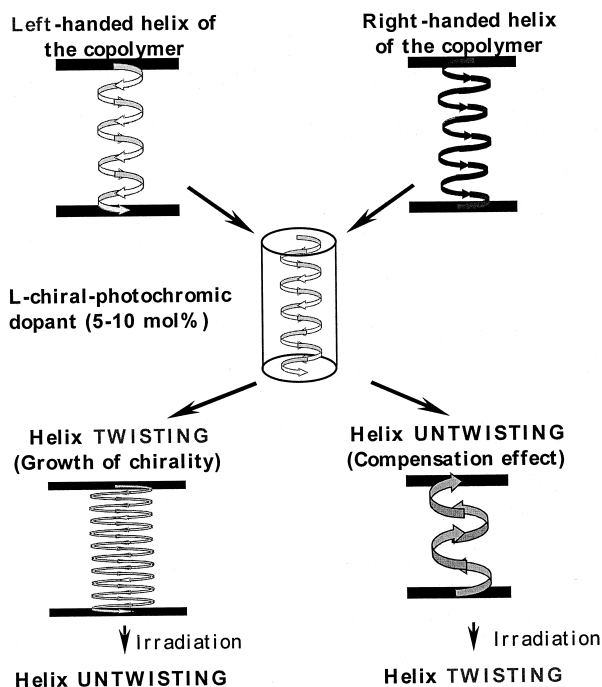 Left-handed helix of
the copolymer
Right-handed helix
of the copolymer
L-chiral-photochromic
dopant (5-10 mol%)
Helix TWISTING
(Growth of chirality)
Helix UNTWISTING
(Compensation effect)
Irradiation
Helix UNTWISTING
Irradiation
Helix TWISTING